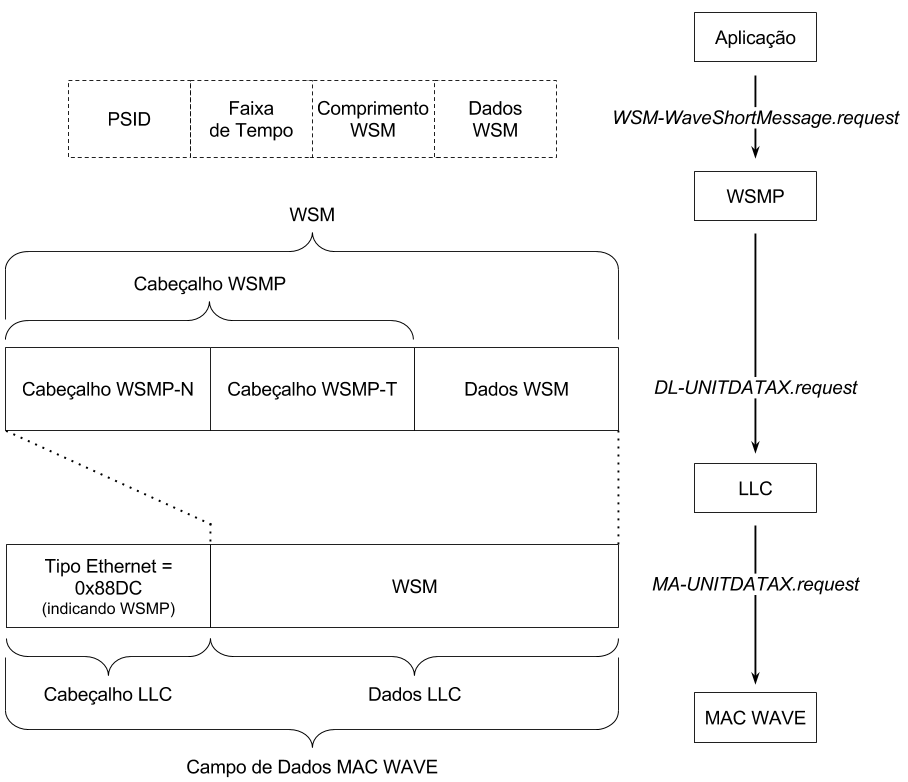 Aplicação
WSM-WaveShortMessage.request
PSID
Faixa
de Tempo
Comprimento
WSM
Dados
WSM
WSMP
WSM
Cabeçalho WSMP
Cabeçalho WSMP-N
Cabeçalho WSMP-T
Dados WSM
DL-UNITDATAX.request
LLC
Tipo Ethernet =
0x88DC
(indicando WSMP)
WSM
MA-UNITDATAX.request
Cabeçalho LLC
Dados LLC
MAC WAVE
Campo de Dados MAC WAVE